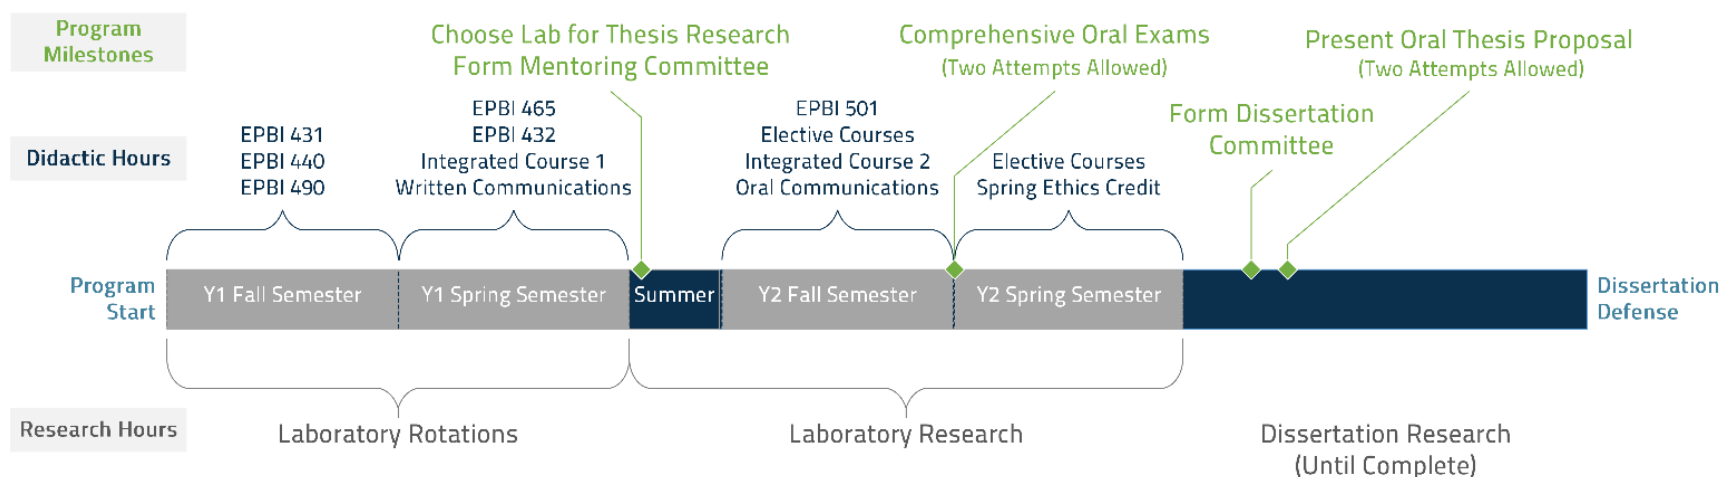 Program
Milestones
Choose Lab for Thesis Research
Form Mentoring Committee
Comprehensive Oral Exams
(Two Attempts Allowed)
Present Oral Thesis Proposal
(Two Attempts Allowed)
Form Dissertation
Committee
Didactic Hours
EPBI 431
EPBI 440
EPBI 490
EPBI 465
EPBI 432
Integrated Course 1
Written Communications
EPBI 501
Elective Courses
Integrated Course 2
Oral Communications
Elective Courses
Spring Ethics Credit
Program
Start
Y1 Fall Semester
Y1 Spring Semester
Summer
Y2 Fall Semester
Y2 Spring Semester
Dissertation
Defense
Research Hours
Laboratory Rotations
Laboratory Research
Dissertation Research
(Until Complete)